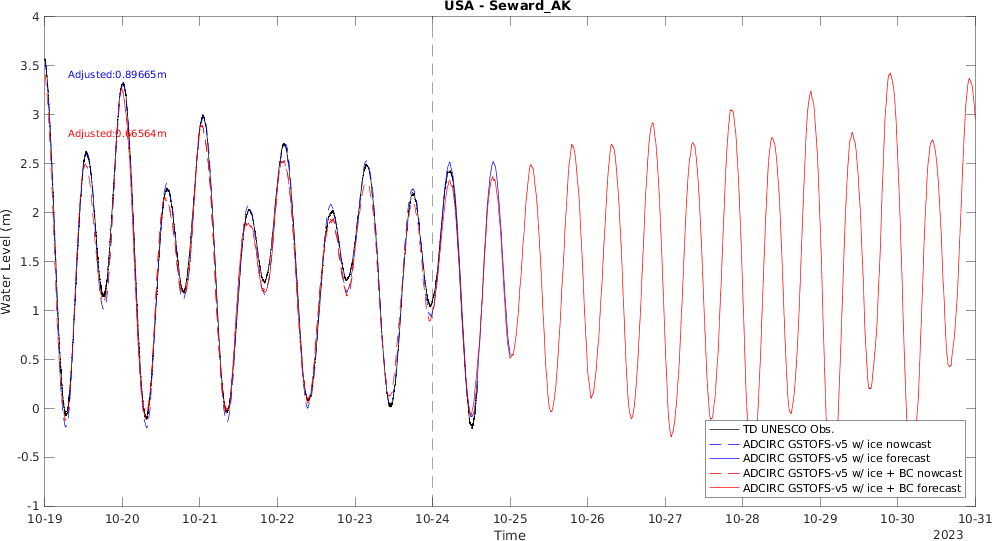 USA - Seward_AK
4
3.5
3
2.5
2
1.5
1
0.5
0
-0.5
-1
Water Level (m)
Adjusted:0.89665m
Adjusted:0.66564m
TD UNESCO Obs.
ADCIRC GSTOFS-v5 w/ ice nowcast
ADCIRC GSTOFS-v5 w/ ice forecast
ADCIRC GSTOFS-v5 w/ ice + BC nowcast
ADCIRC GSTOFS-v5 w/ ice + BC forecast
10-19 10-20 10-21 10-22 10-23 10-24 10-25 10-26 10-27 10-28 10-29 10-30 10-31
Time
2023